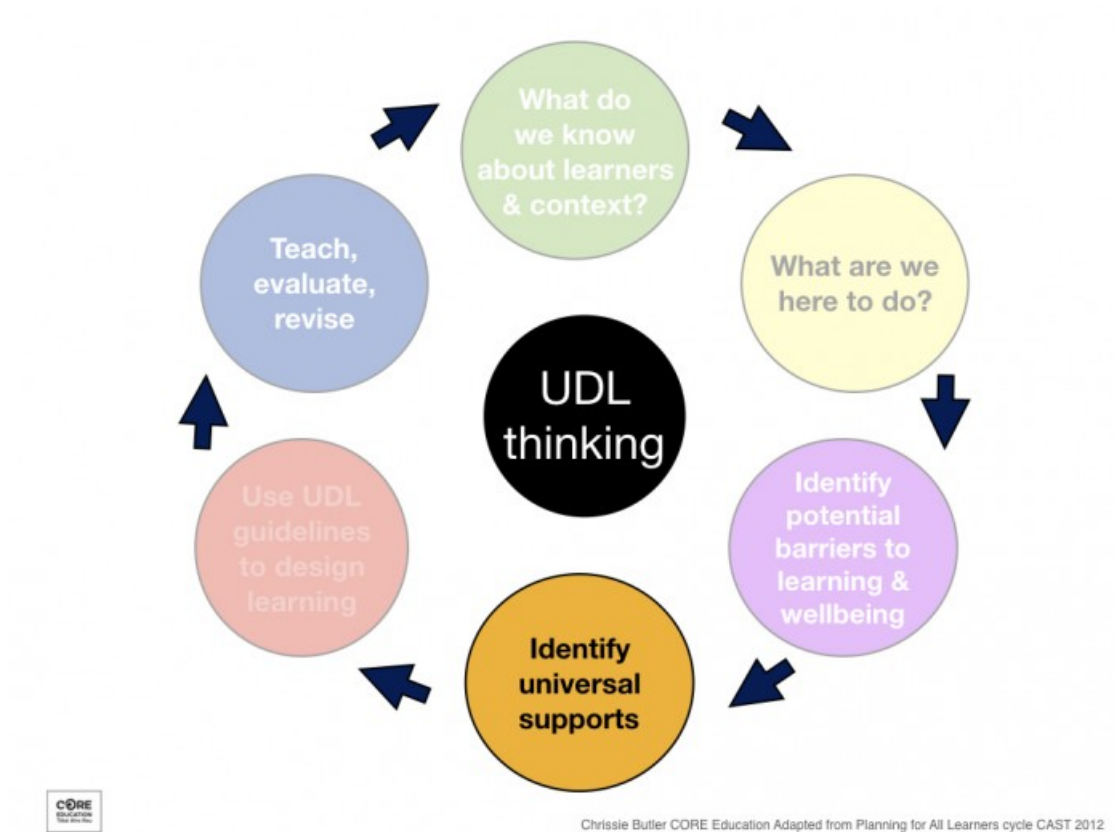 What do
we know
about learners
& context?
What are we
here to do?
Identify
potential
barriers to
learning &
wellbeing
Identify
universal
supports
Use UDL
guidelines
to design
learning
Teach,
evaluate,
revise
UDL
thinking
CORE
EDUCATION
Chrissie Butler CORE Education Adapted from Planning for All Learners cycle CAST 2012